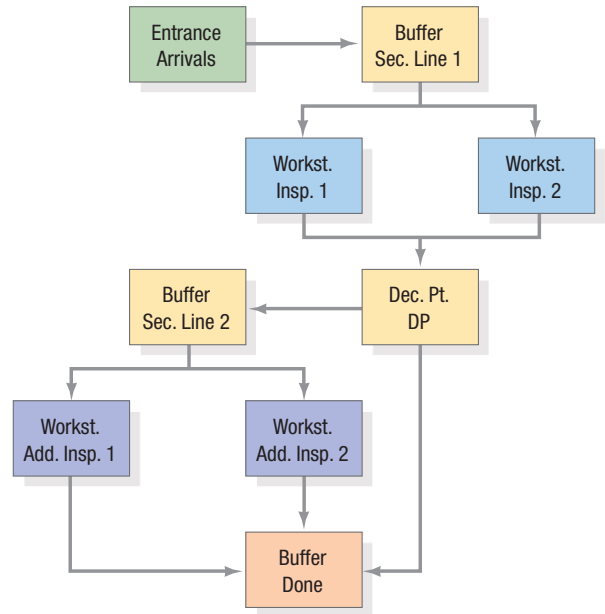 Entrance
Arrivals
Buffer
Sec. Line 1
Workst.
Insp. 1
Workst.
Insp. 2
Buffer
Sec. Line 2
Dec. Pt.
DP
Workst.
Add. Insp. 1
Workst.
Add. Insp. 2
Buffer
Done